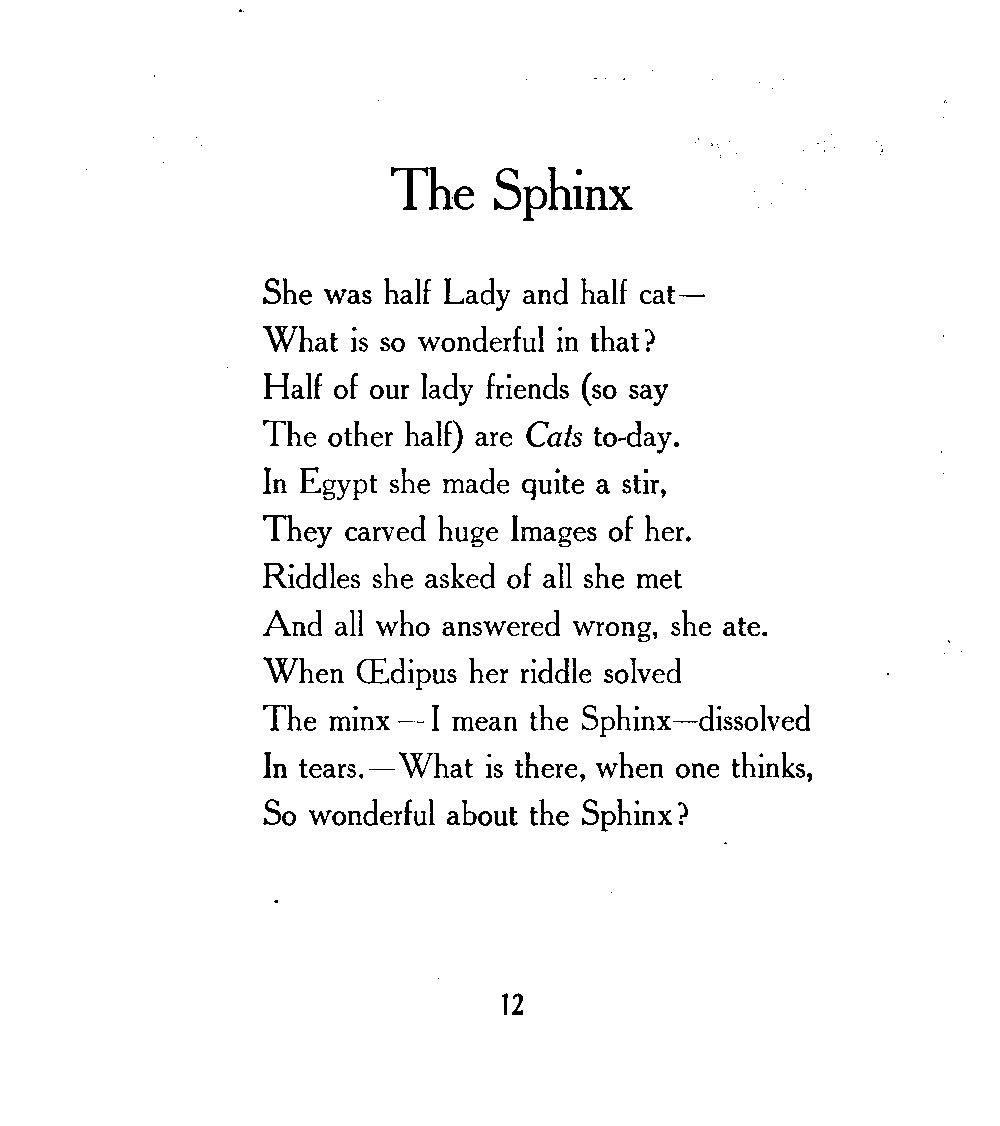 The Sphinx
She was half Lady and half cat—
What is so wonderful in that?
Half of our lady friends (so say
The other half) are Cats to-day.
In Egypt she made quite a stir,
They carved huge Images of her.
Riddles she asked of all she met
And all who answered wrong, she ate.
When Œdipus her riddle solved
The minx—I mean the Sphinx—dissolved
In tears.—What is there, when one thinks,
So wonderful about the Sphinx?
12